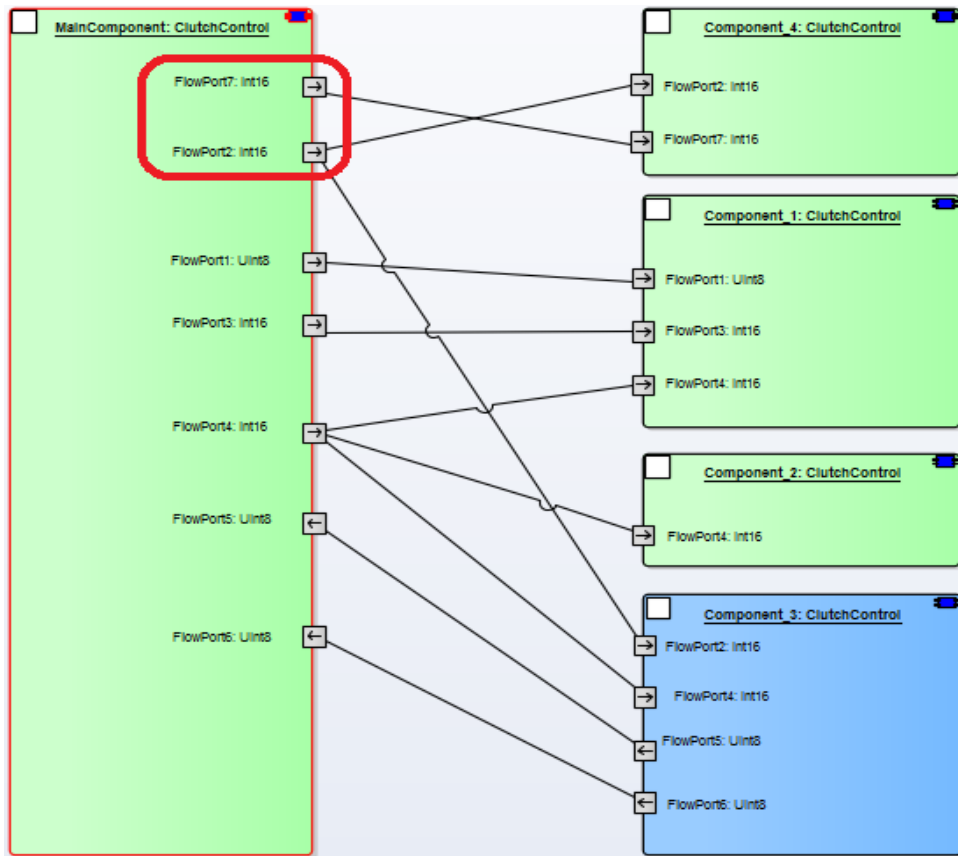 MainComponent: ClutchControl
FlowPort7: Int16
FlowPort2: Int16
FlowPort1: UInt8
FlowPort3: Int16
FlowPort4: Int16
FlowPort5: UInt8
FlowPort6: UInt8
Component_4: ClutchControl
FlowPort2: Int16
FlowPort7: Int16
Component_1: ClutchControl
FlowPort1: UInt8
FlowPort3: Int16
FlowPort4: Int16
Component_2: ClutchControl
FlowPort4: Int16
Component_3: ClutchControl
FlowPort2: Int16
FlowPort4: Int16
FlowPort5: UInt8
FlowPort6: UInt8